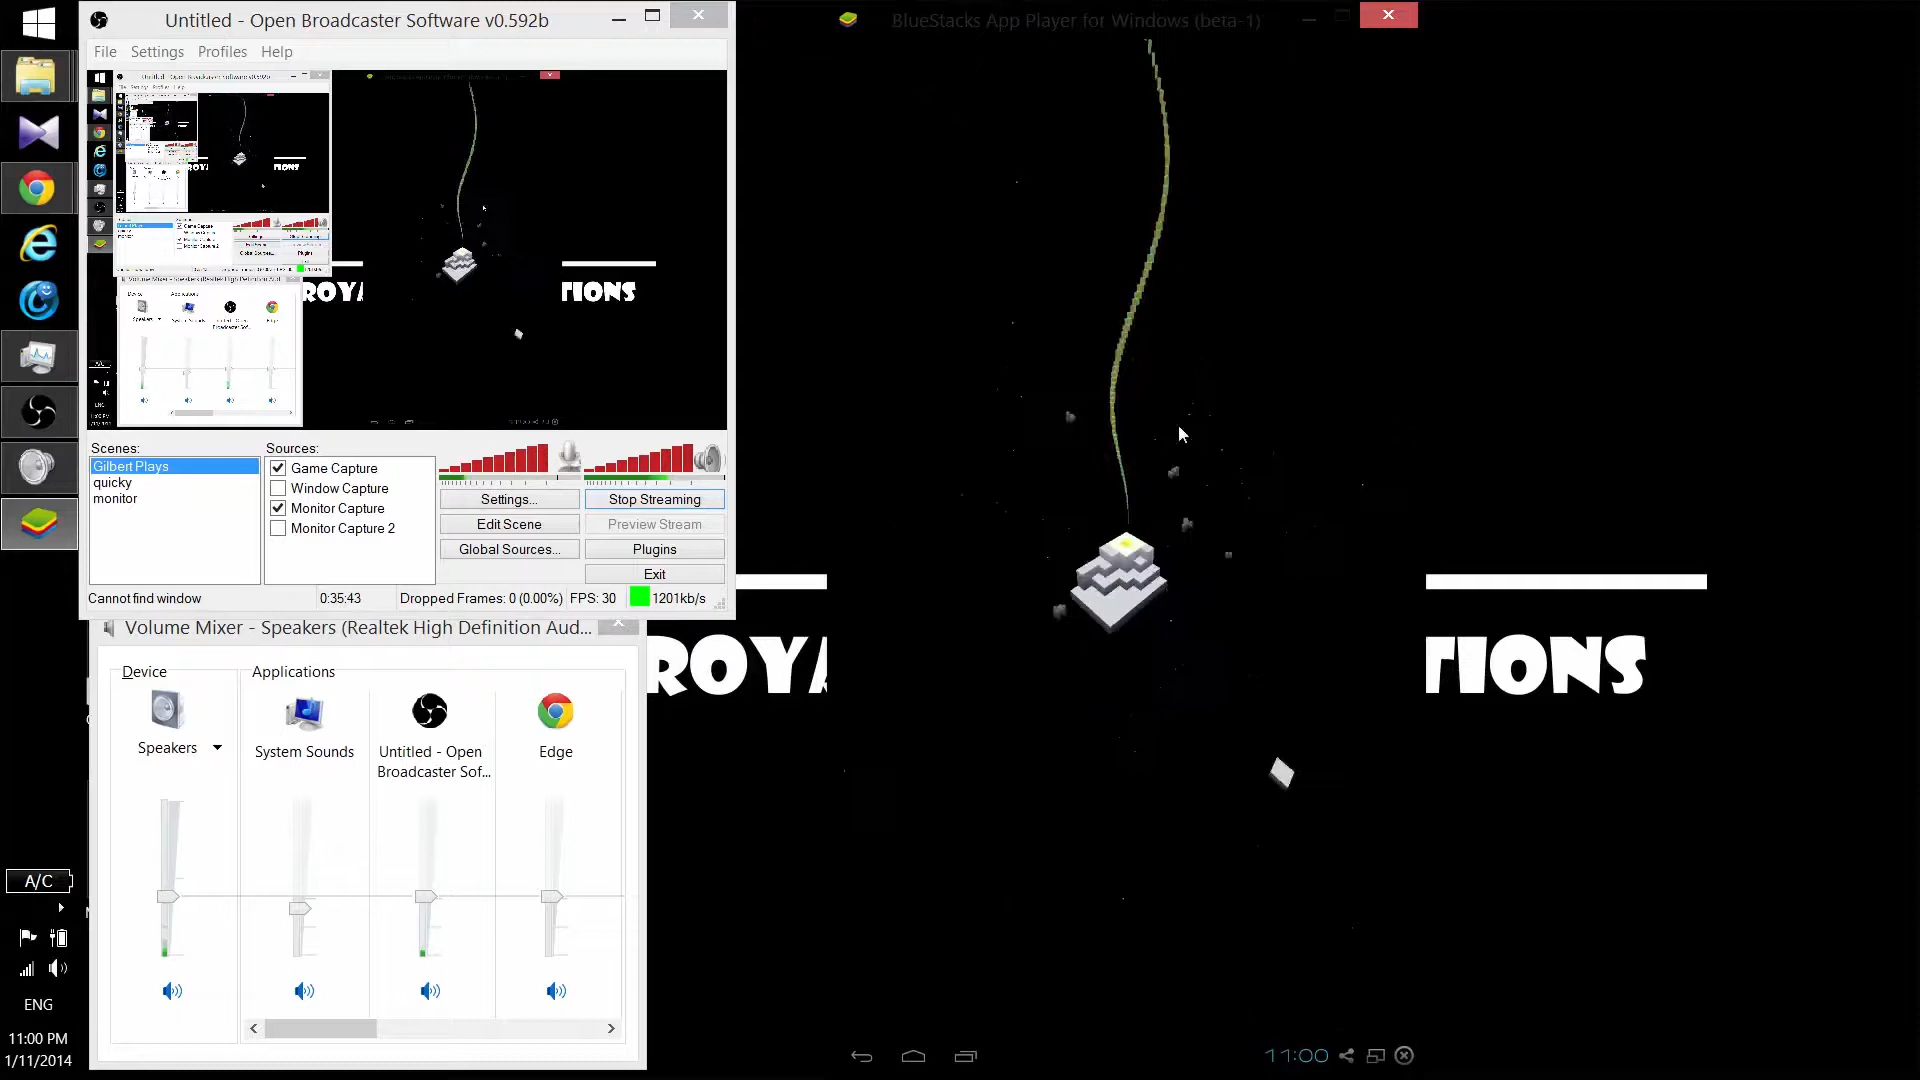 Untitled - Open Broadcaster Software v0.592b
File Settings Profiles Help
Scenes:
Gilbert Plays
quicky
monitor
Sources:
Game Capture
Window Capture
Monitor Capture
Monitor Capture 2
Settings...
Stop Streaming
Edit Scene
Preview Stream
Global Sources...
Plugins
Exit
Cannot find window
0:35:43
Dropped Frames: 0 (0.00%)
FPS: 30
1201kb/s
Volume Mixer - Speakers (Realtek High Definition Aud...
Device
Applications
Speakers
System Sounds
Untitled - Open
Broadcaster Sof...
Edge
BlueStacks App Player for Windows (beta-1)
ROYA
TIONS
11:00
A/C
ENG
11:00 PM
1/11/2014